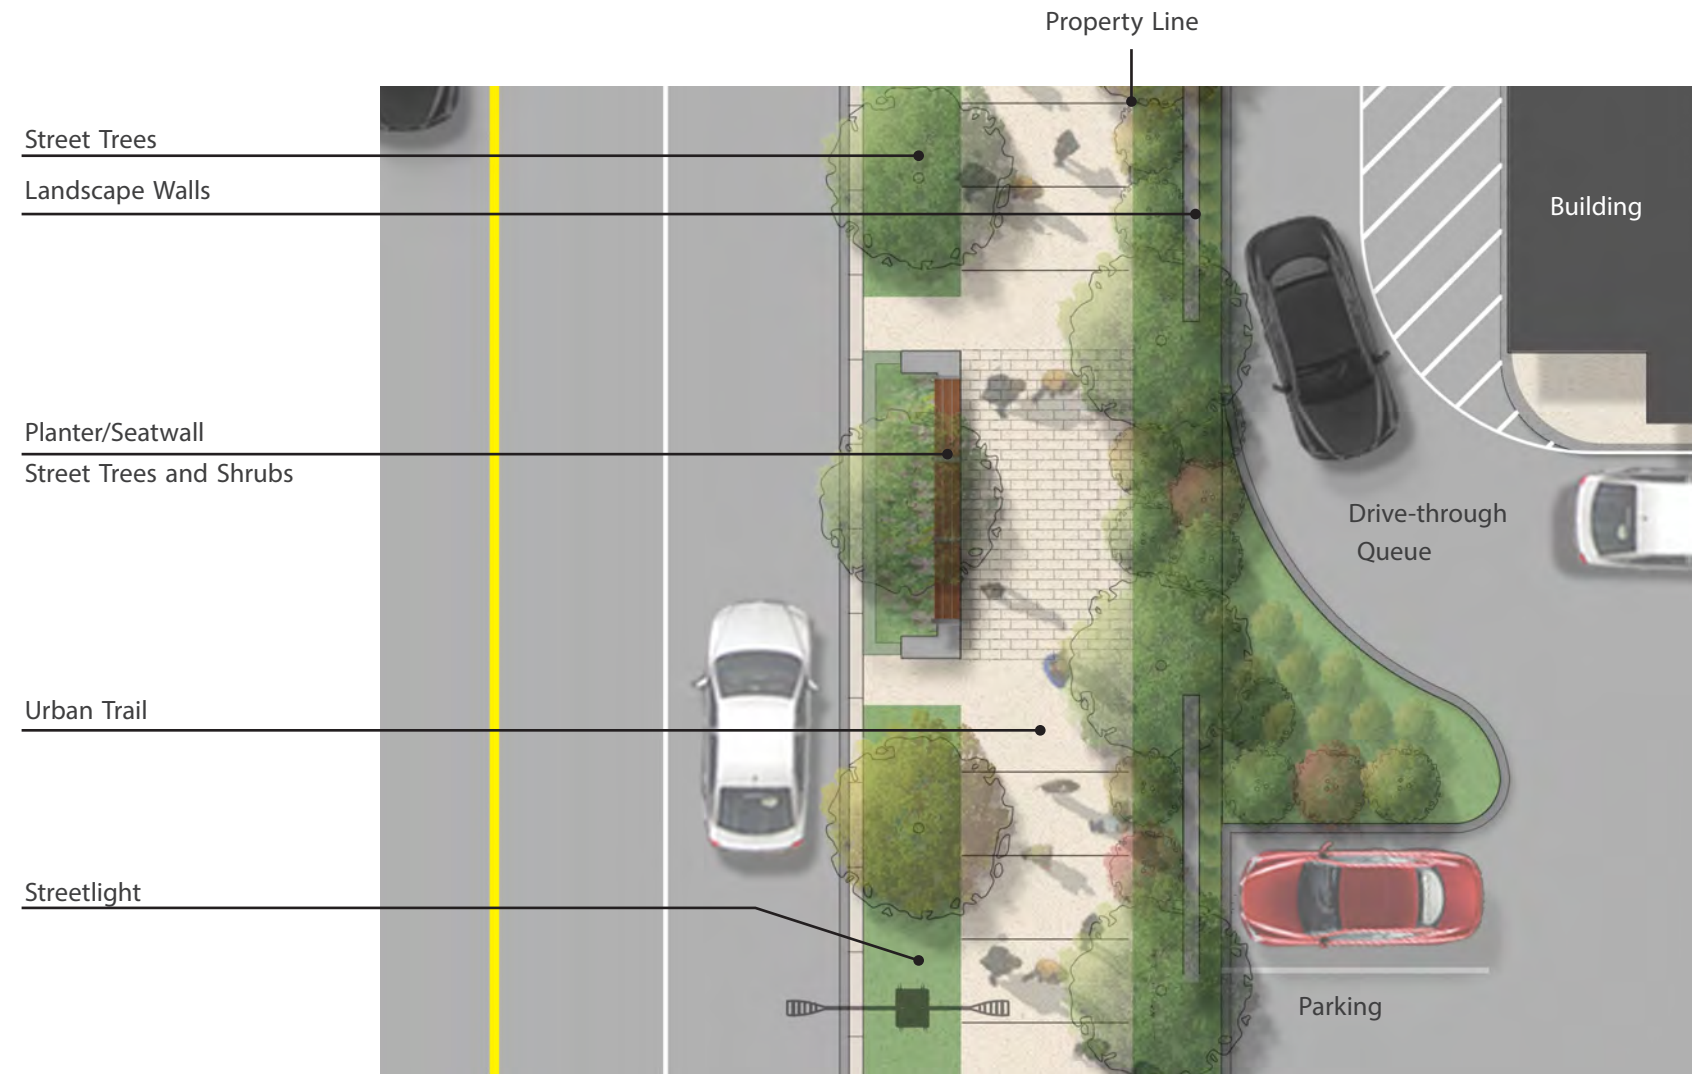 Property Line
Street Trees
Landscape Walls
Building
Planter/Seatwall
Street Trees and Shrubs
Drive-through
Queue
Urban Trail
Streetlight
Parking